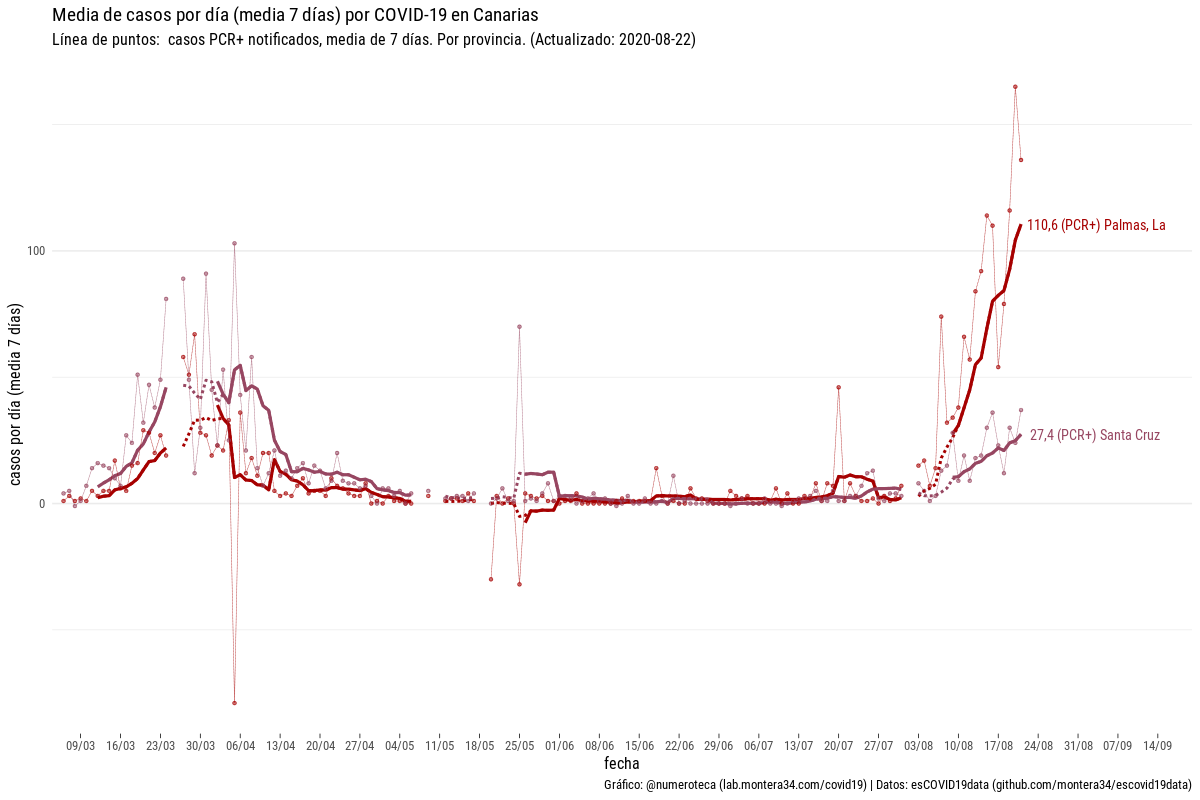 Media de casos por día (media 7 días) por COVID-19 en Canarias
Línea de puntos:  casos PCR+ notificados, media de 7 días. Por provincia. (Actualizado: 2020-08-22)
casos por día (media 7 días)
100
0
110,6 (PCR+) Palmas, La
27,4 (PCR+) Santa Cruz
09/03 16/03 23/03 30/03 06/04 13/04 20/04 27/04 04/05 11/05 18/05 25/05 01/06 08/06 15/06 22/06 29/06 06/07 13/07 20/07 27/07 03/08 10/08 17/08 24/08 31/08 07/09 14/09
fecha
Gráfico: @numeroteca (lab.montera34.com/covid19) | Datos: esCOVID19data (github.com/montera34/escovid19data)